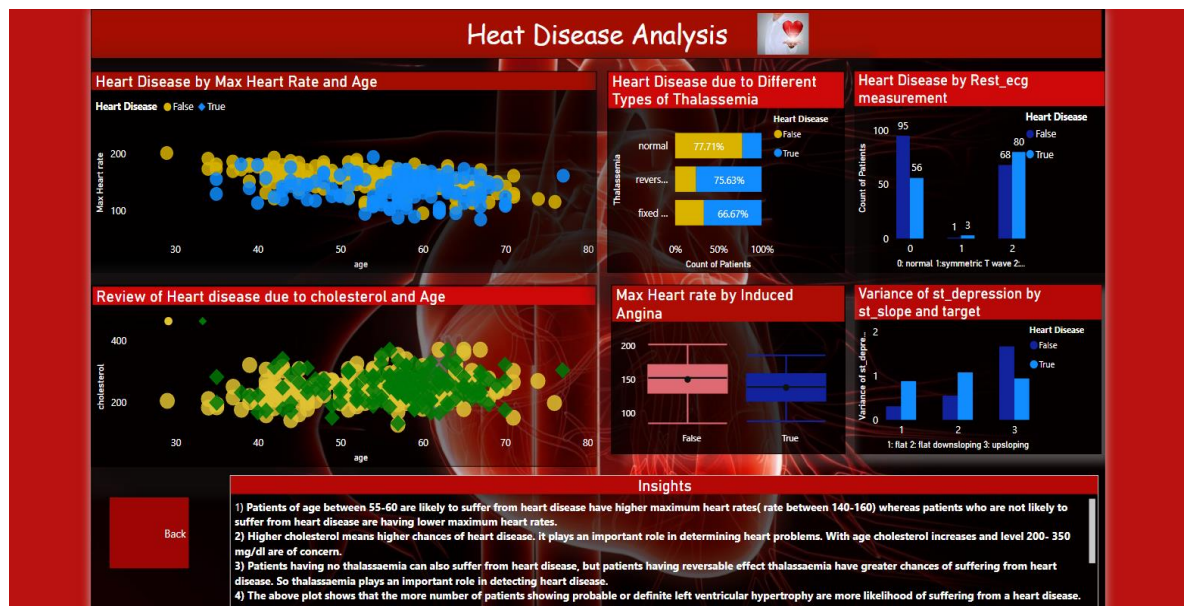 Heat Disease Analysis
Heart Disease by Max Heart Rate and Age
Heart Disease False True
Max Heart rate
200
100
30 40 50 60 70 80
age
Heart Disease due to Different
Types of Thalassemia
Heart Disease
False
True
Thalassemia
normal 77.71%
revers... 75.63%
fixed ... 66.67%
0% 50% 100%
Count of Patients
Heart Disease by Rest_ecg
measurement
Heart Disease
False
True
Count of Patients
100
50
0
95 56
1 3
68 80
0 1 2
0: normal 1:symmetric T wave 2:...
Review of Heart disease due to cholesterol and Age
cholesterol
400
200
30 40 50 60 70 80
age
Max Heart rate by Induced
Angina
200
150
100
False True
Variance of st_depression by
st_slope and target
Heart Disease
False
True
Variance of st_depre...
2
1
0
1 2 3
1: flat 2: flat downsloping 3: upsloping
Back
Insights
1) Patients of age between 55-60 are likely to suffer from heart disease have higher maximum heart rates( rate between 140-160) whereas patients who are not likely to
suffer from heart disease are having lower maximum heart rates.
2) Higher cholesterol means higher chances of heart disease. it plays an important role in determining heart problems. With age cholesterol increases and level 200- 350
mg/dl are of concern.
3) Patients having no thalassaemia can also suffer from heart disease, but patients having reversable effect thalassaemia have greater chances of suffering from heart
disease. So thalassaemia plays an important role in detecting heart disease.
4) The above plot shows that the more number of patients showing probable or definite left ventricular hypertrophy are more likelihood of suffering from a heart disease.